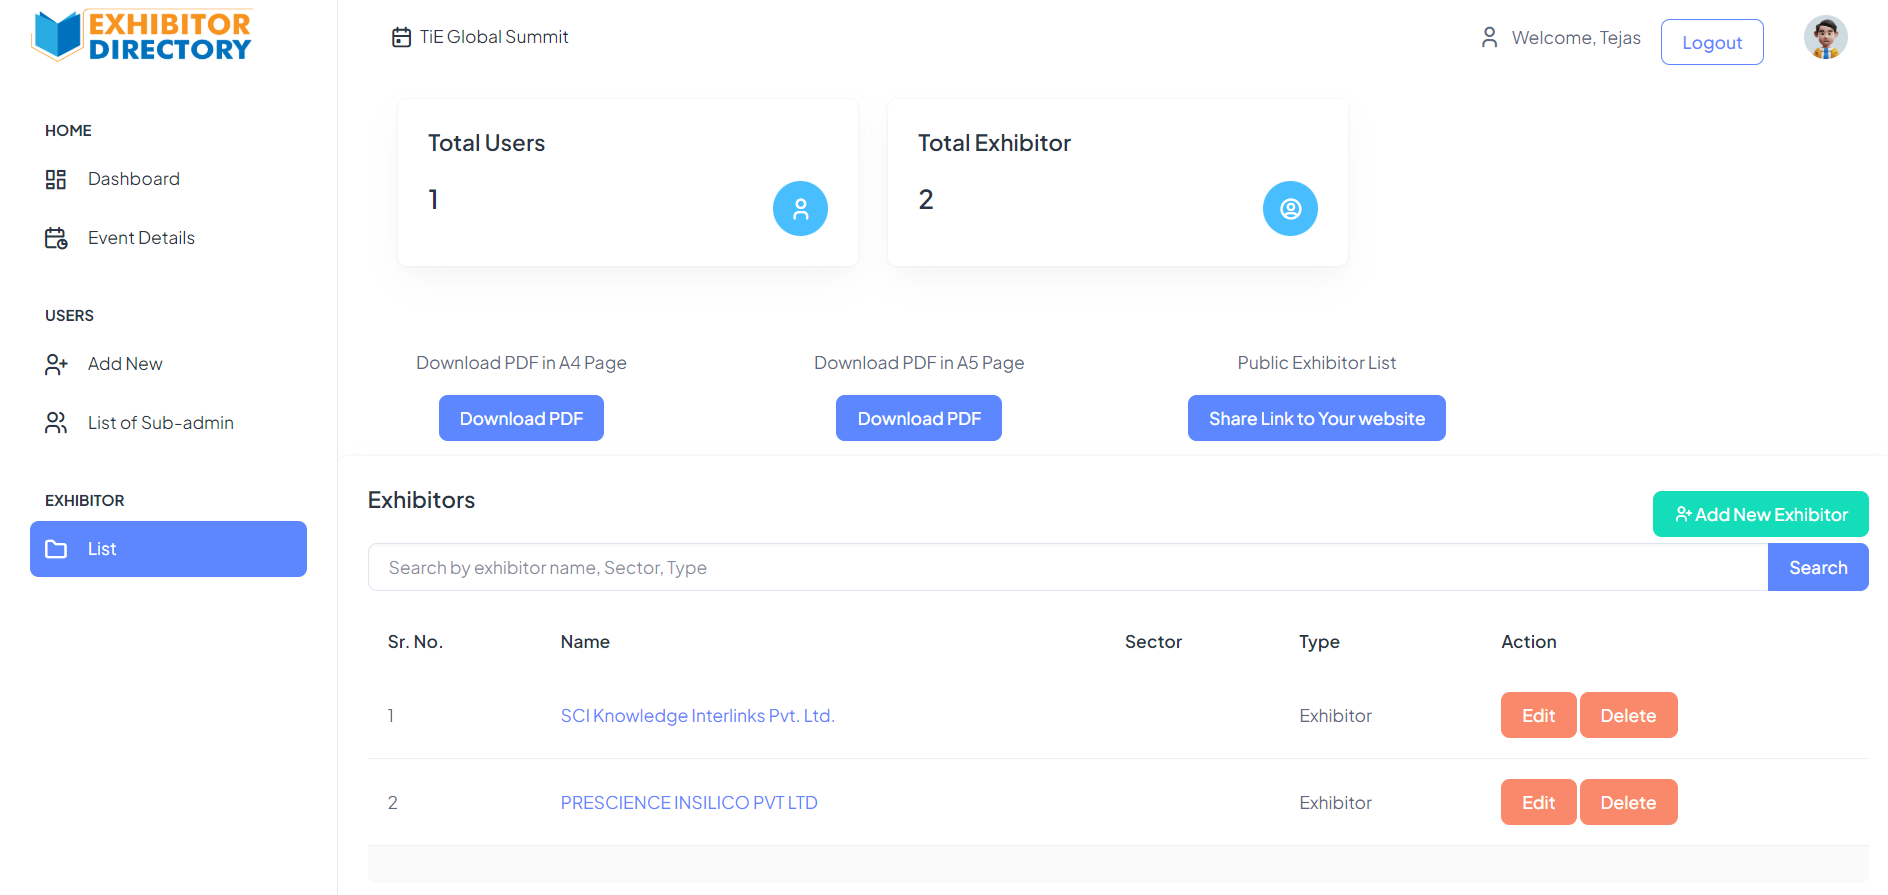 EXHIBITOR
DIRECTORY
TiE Global Summit
Welcome, Tejas
Logout
HOME
Dashboard
Event Details
USERS
Add New
List of Sub-admin
EXHIBITOR
List
Total Users
1
Total Exhibitor
2
Download PDF in A4 Page
Download PDF
Download PDF in A5 Page
Download PDF
Public Exhibitor List
Share Link to Your website
Exhibitors
Add New Exhibitor
Search by exhibitor name, Sector, Type
Search
Sr. No. Name Sector Type Action
1 SCI Knowledge Interlinks Pvt. Ltd. Exhibitor Edit Delete
2 PRESCIENCE INSILICO PVT LTD Exhibitor Edit Delete